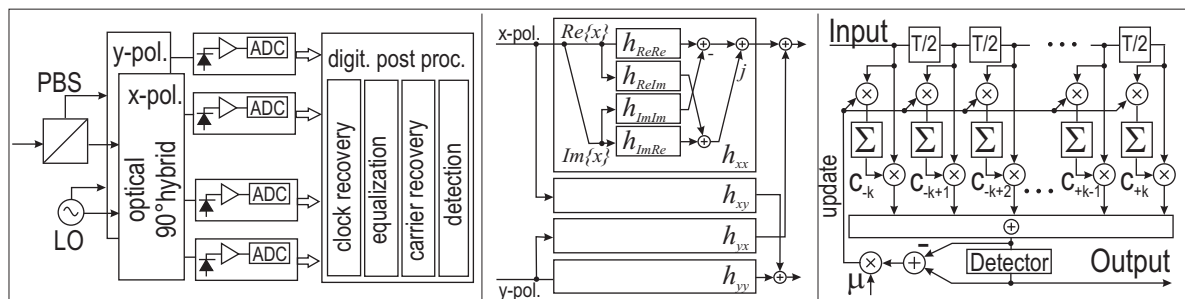 PBS
LO
y-pol.
x-pol.
optical
90°hybrid
ADC
ADC
ADC
ADC
digit. post proc.
clock recovery
equalization
carrier recovery
detection
x-pol.
Re{x}
Im{x}
h_ReRe
h_ReIm
h_ImIm
h_ImRe
-
j
h_xx
h_xy
h_yx
h_yy
y-pol.
Input
T/2
T/2
...
T/2
Σ
Σ
Σ
Σ
Σ
C_-k
C_-k+1
C_-k+2
...
C_+k-1
C_+k
update
-
Detector
Output
μ